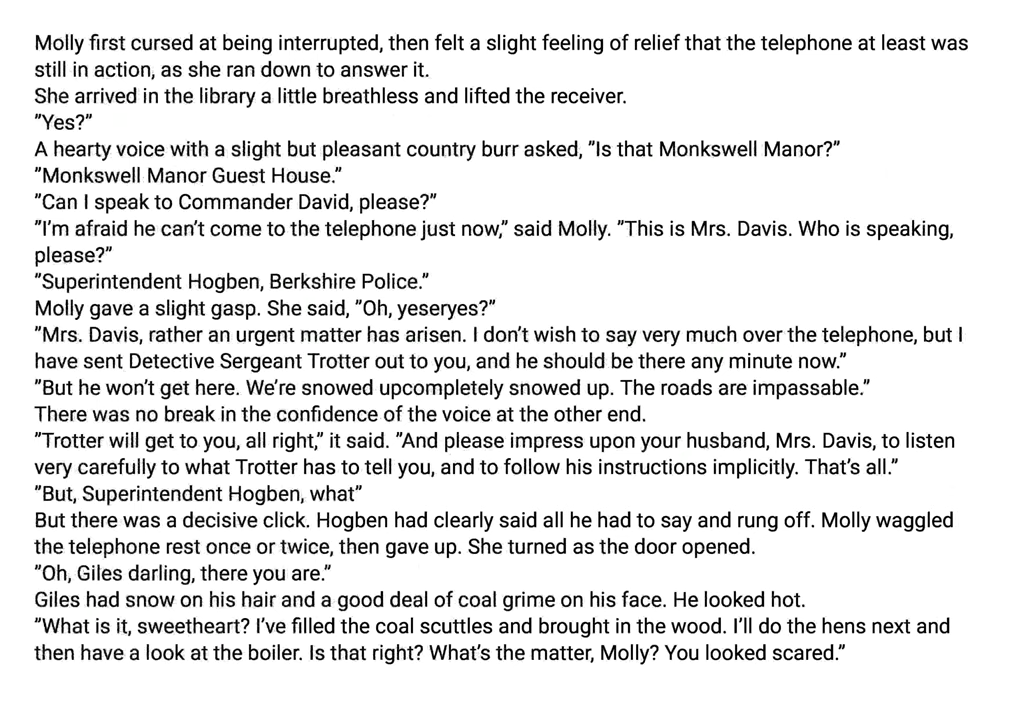 Molly first cursed at being interrupted, then felt a slight feeling of relief that the telephone at least was
still in action, as she ran down to answer it.
She arrived in the library a little breathless and lifted the receiver.
"Yes?"
A hearty voice with a slight but pleasant country burr asked, "Is that Monkswell Manor?"
"Monkswell Manor Guest House."
"Can I speak to Commander David, please?"
"I'm afraid he can't come to the telephone just now," said Molly. "This is Mrs. Davis. Who is speaking,
please?"
"Superintendent Hogben, Berkshire Police."
Molly gave a slight gasp. She said, "Oh, yeseryes?"
"Mrs. Davis, rather an urgent matter has arisen. I don't wish to say very much over the telephone, but I
have sent Detective Sergeant Trotter out to you, and he should be there any minute now."
"But he won't get here. We're snowed upcompletely snowed up. The roads are impassable."
There was no break in the confidence of the voice at the other end.
"Trotter will get to you, all right," it said. "And please impress upon your husband, Mrs. Davis, to listen
very carefully to what Trotter has to tell you, and to follow his instructions implicitly. That's all."
"But, Superintendent Hogben, what"
But there was a decisive click. Hogben had clearly said all he had to say and rung off. Molly waggled
the telephone rest once or twice, then gave up. She turned as the door opened.
"Oh, Giles darling, there you are."
Giles had snow on his hair and a good deal of coal grime on his face. He looked hot.
"What is it, sweetheart? I've filled the coal scuttles and brought in the wood. I'll do the hens next and
then have a look at the boiler. Is that right? What's the matter, Molly? You looked scared."